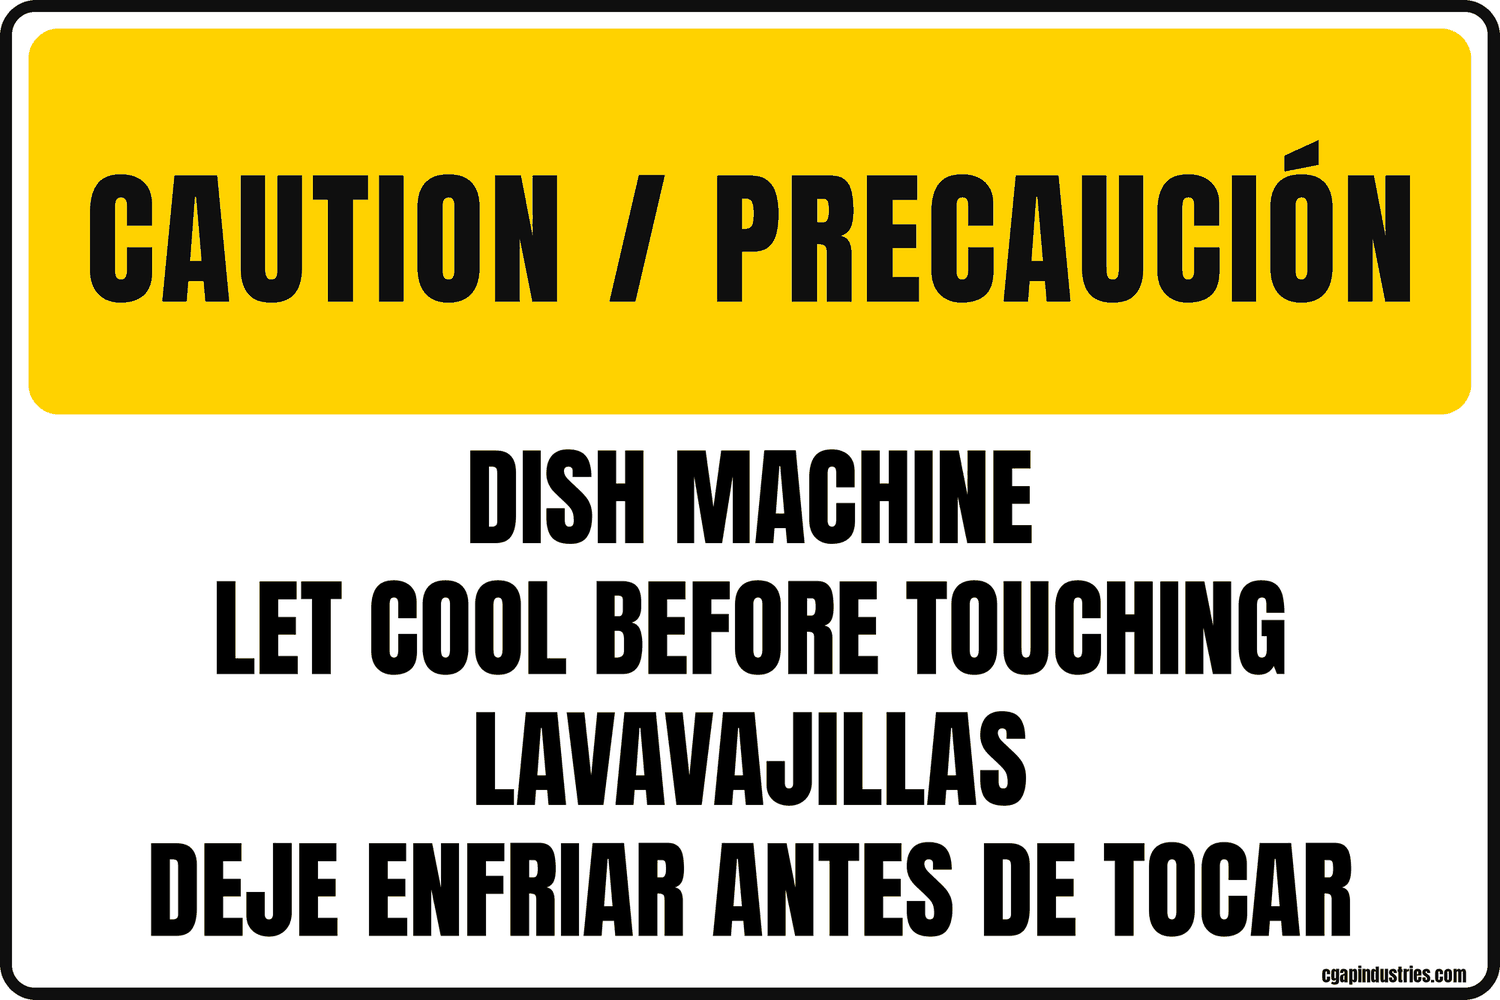 CAUTION / PRECAUCIÓN
DISH MACHINE
LET COOL BEFORE TOUCHING
LAVAVAJILLAS
DEJE ENFRIAR ANTES DE TOCAR
cgapindustries.com